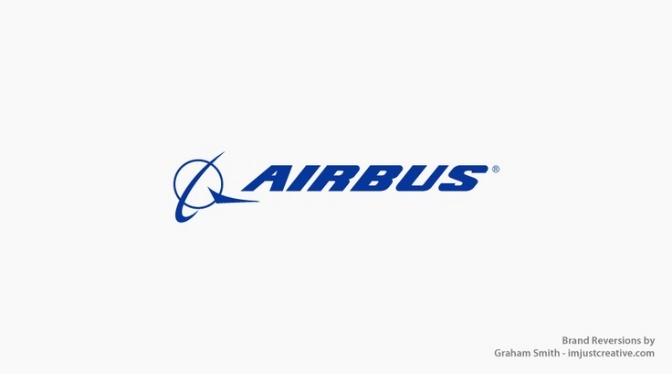 AIRBUS®
Brand Reversions by
Graham Smith - imjustcreative.com